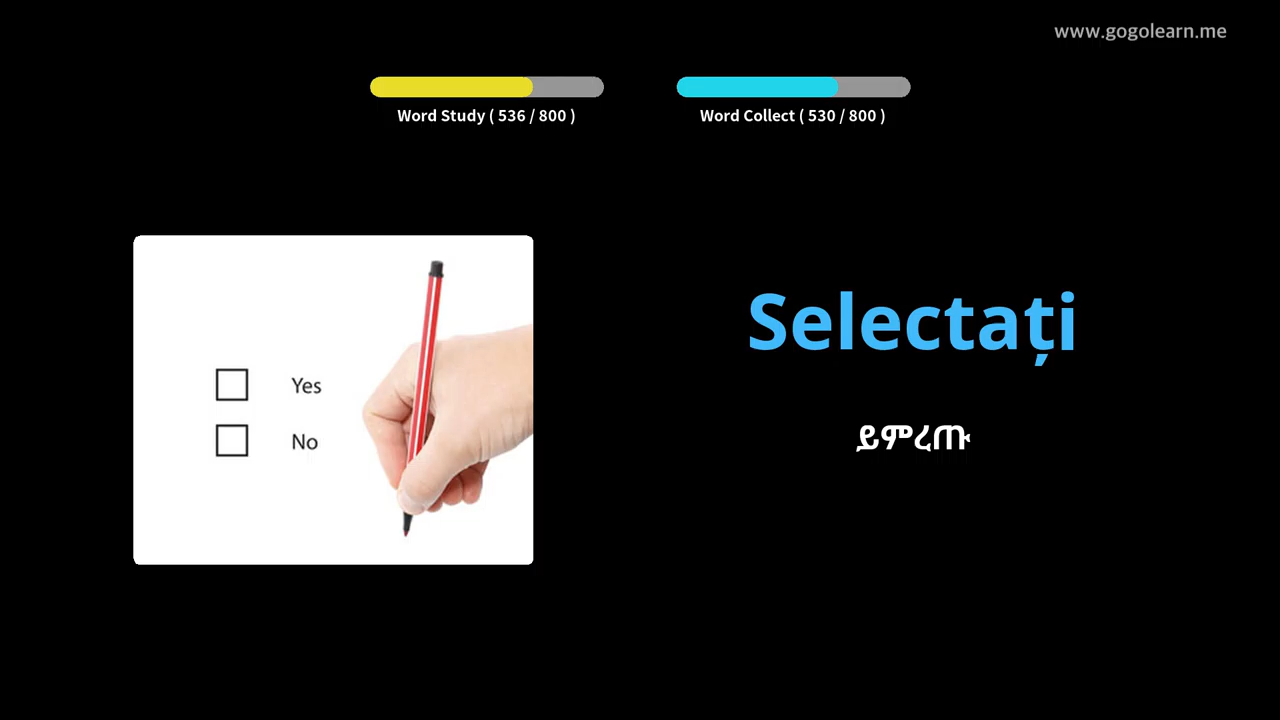 www.gogolearn.me
Word Study ( 536 / 800 )
Word Collect ( 530 / 800 )
Yes
No
Selectați
ይምረጡ